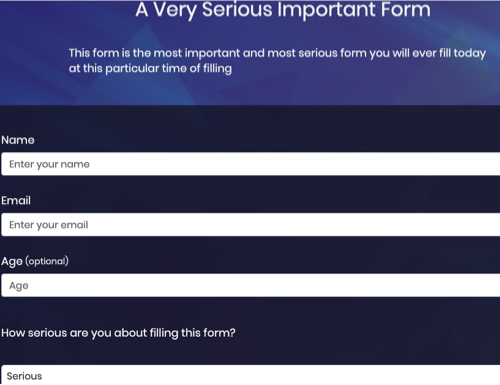 A Very Serious Important Form
This form is the most important and most serious form you will ever fill today
at this particular time of filling
Name
Enter your name
Email
Enter your email
Age (optional)
Age
How serious are you about filling this form?
Serious